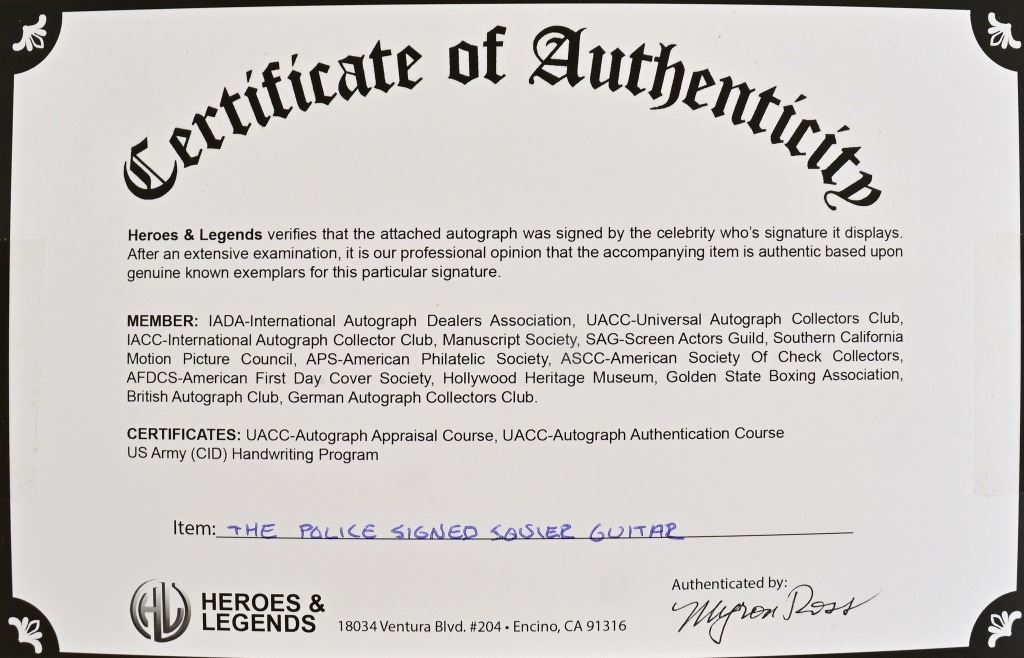 Certificate of Authenticity
Heroes & Legends verifies that the attached autograph was signed by the celebrity who's signature it displays.
After an extensive examination, it is our professional opinion that the accompanying item is authentic based upon
genuine known exemplars for this particular signature.
MEMBER: IADA-International Autograph Dealers Association, UACC-Universal Autograph Collectors Club,
IACC-International Autograph Collector Club, Manuscript Society, SAG-Screen Actors Guild, Southern California
Motion Picture Council, APS-American Philatelic Society, ASCC-American Society Of Check Collectors,
AFDCS-American First Day Cover Society, Hollywood Heritage Museum, Golden State Boxing Association,
British Autograph Club, German Autograph Collectors Club.
CERTIFICATES: UACC-Autograph Appraisal Course, UACC-Autograph Authentication Course
US Army (CID) Handwriting Program
Item: THE POLICE SIGNED SQUIER GUITAR
HL HEROES &
LEGENDS
18034 Ventura Blvd. #204 • Encino, CA 91316
Authenticated by:
Myron Ross